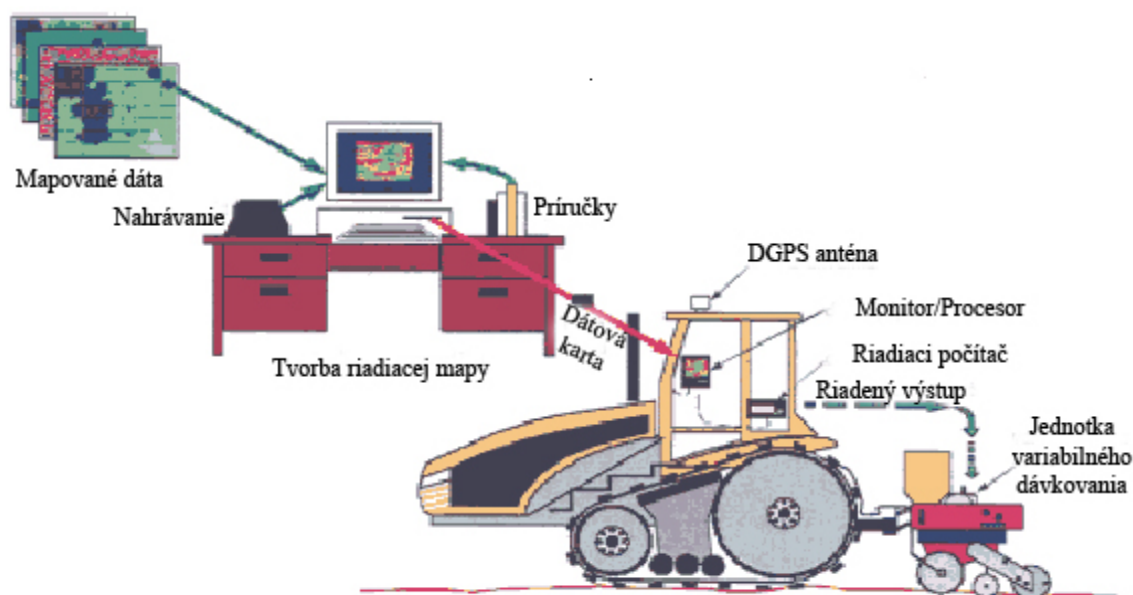 Mapované dáta
Nahrávanie
Príručky
DGPS anténa
Monitor/Procesor
Dátová
karta
Tvorba riadiacej mapy
Riadiaci počítač
Riadený výstup
Jednotka
variabilného
dávkovania